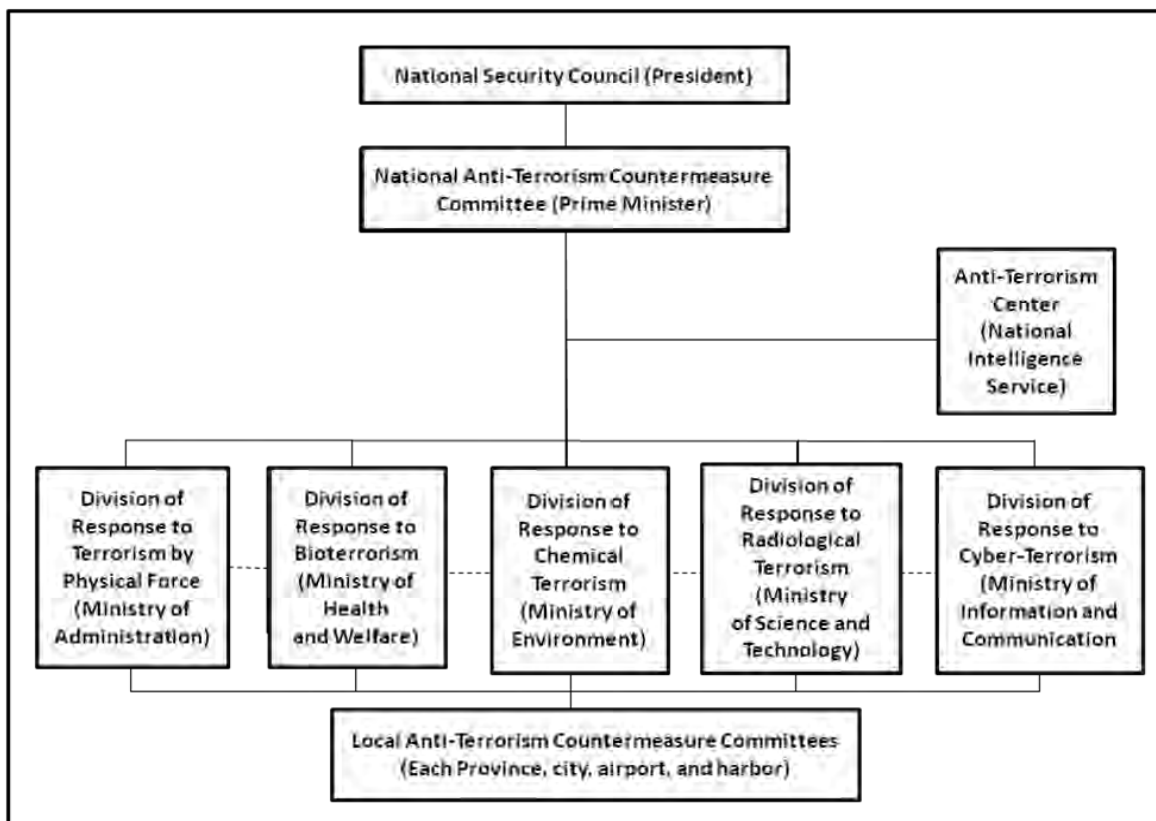 National Security Council (President)
National Anti-Terrorism Countermeasure
Committee (Prime Minister)
Anti-Terrorism
Center
(National
Intelligence
Service)
Division of
Response to
Terrorism by
Physical Force
(Ministry of
Administration)
Division of
Response to
Bioterrorism
(Ministry of
Health
and Welfare)
Division of
Response to
Chemical
Terrorism
(Ministry of
Environment)
Division of
Response to
Radiological
Terrorism
(Ministry
of Science and
Technology)
Division of
Response to
Cyber-Terrorism
(Ministry of
Information and
Communication
Local Anti-Terrorism Countermeasure Committees
(Each Province, city, airport, and harbor)